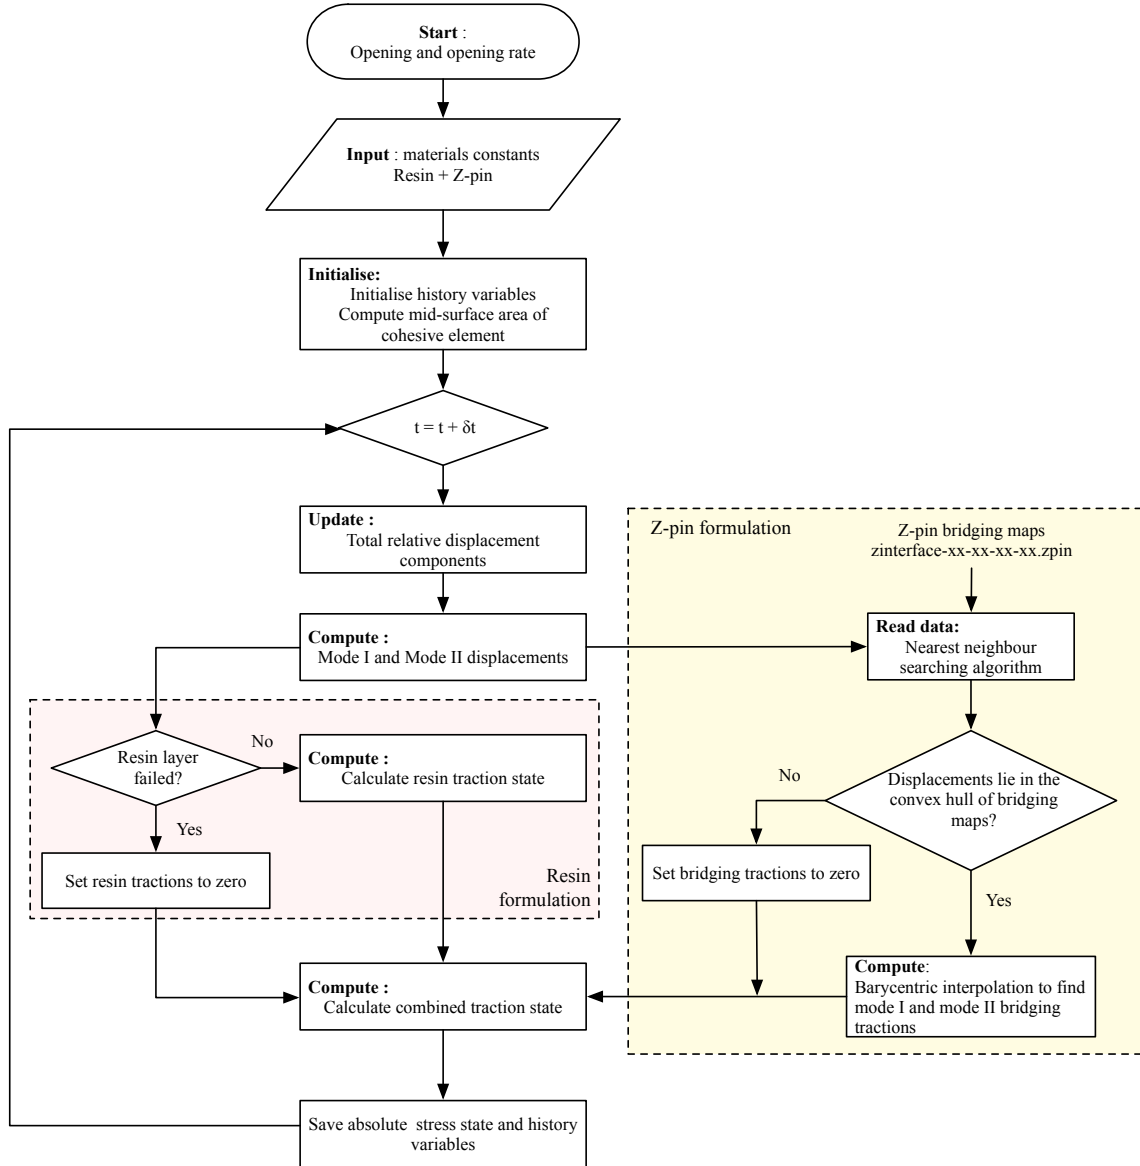 Start :
Opening and opening rate
Input : materials constants
Resin + Z-pin
Initialise:
Initialise history variables
Compute mid-surface area of
cohesive element
t = t + δt
Update :
Total relative displacement
components
Compute :
Mode I and Mode II displacements
Z-pin formulation
Z-pin bridging maps
zinterface-xx-xx-xx-xx.zpin
Read data:
Nearest neighbour
searching algorithm
Resin layer
failed?
No
Yes
Compute :
Calculate resin traction state
Set resin tractions to zero
Resin
formulation
Displacements lie in the
convex hull of bridging
maps?
No
Yes
Set bridging tractions to zero
Compute:
Barycentric interpolation to find
mode I and mode II bridging
tractions
Compute :
Calculate combined traction state
Save absolute stress state and history
variables